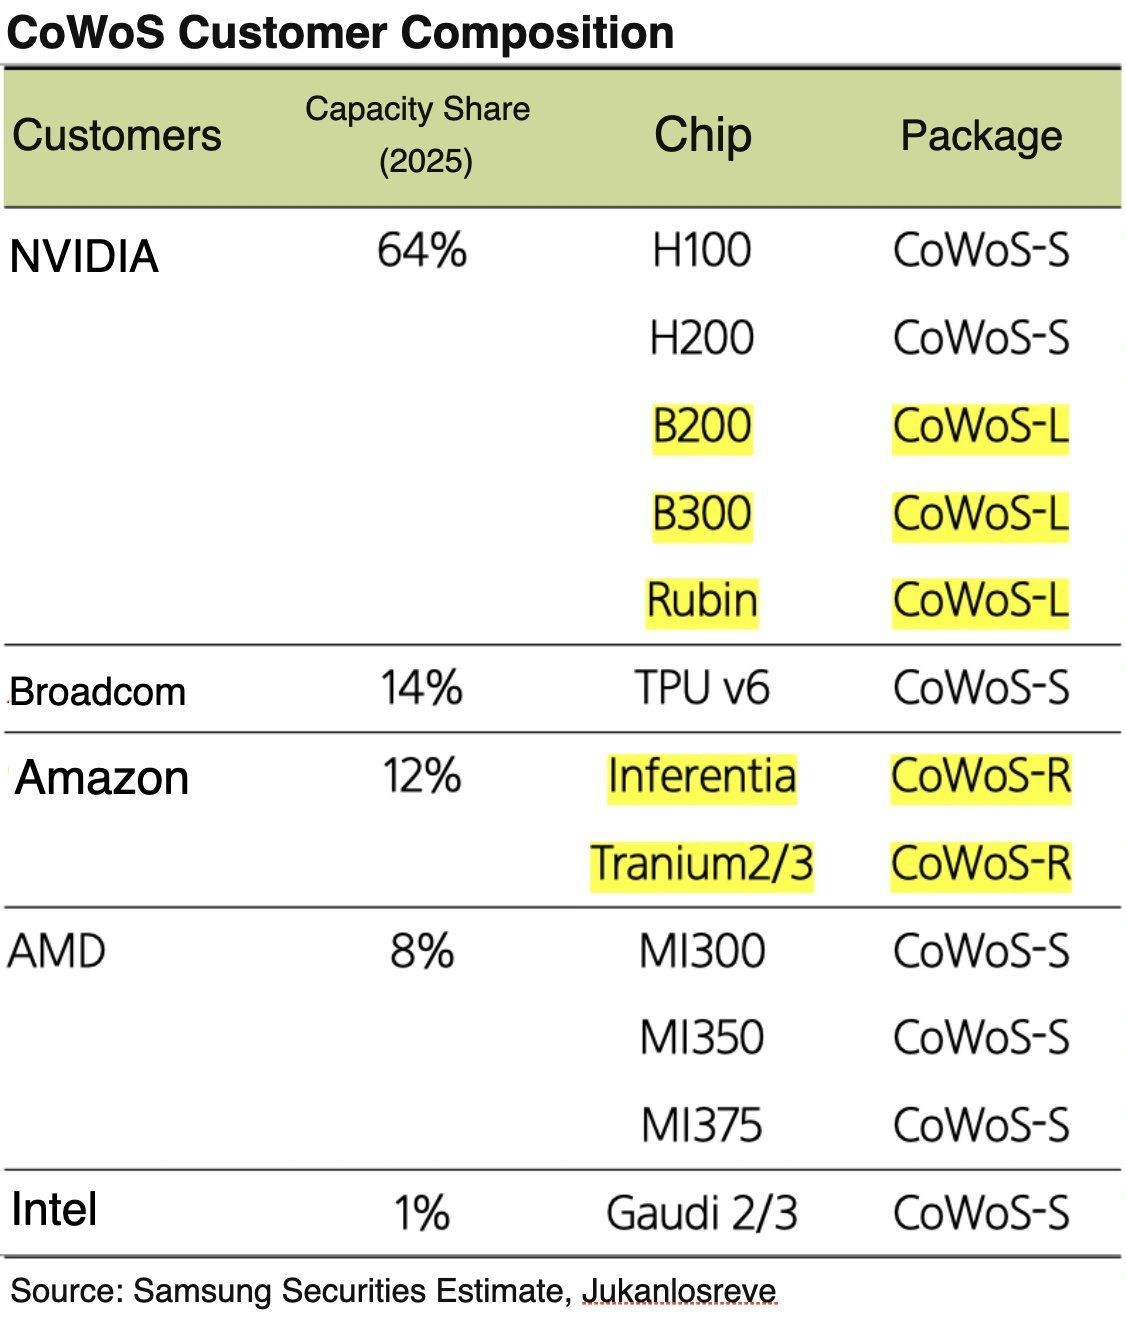 CoWoS Customer Composition
Customers Capacity Share (2025) Chip Package
NVIDIA 64% H100 CoWoS-S
H200 CoWoS-S
B200 CoWoS-L
B300 CoWoS-L
Rubin CoWoS-L
Broadcom 14% TPU v6 CoWoS-S
Amazon 12% Inferentia CoWoS-R
Tranium2/3 CoWoS-R
AMD 8% MI300 CoWoS-S
MI350 CoWoS-S
MI375 CoWoS-S
Intel 1% Gaudi 2/3 CoWoS-S
Source: Samsung Securities Estimate, Jukanlosreve